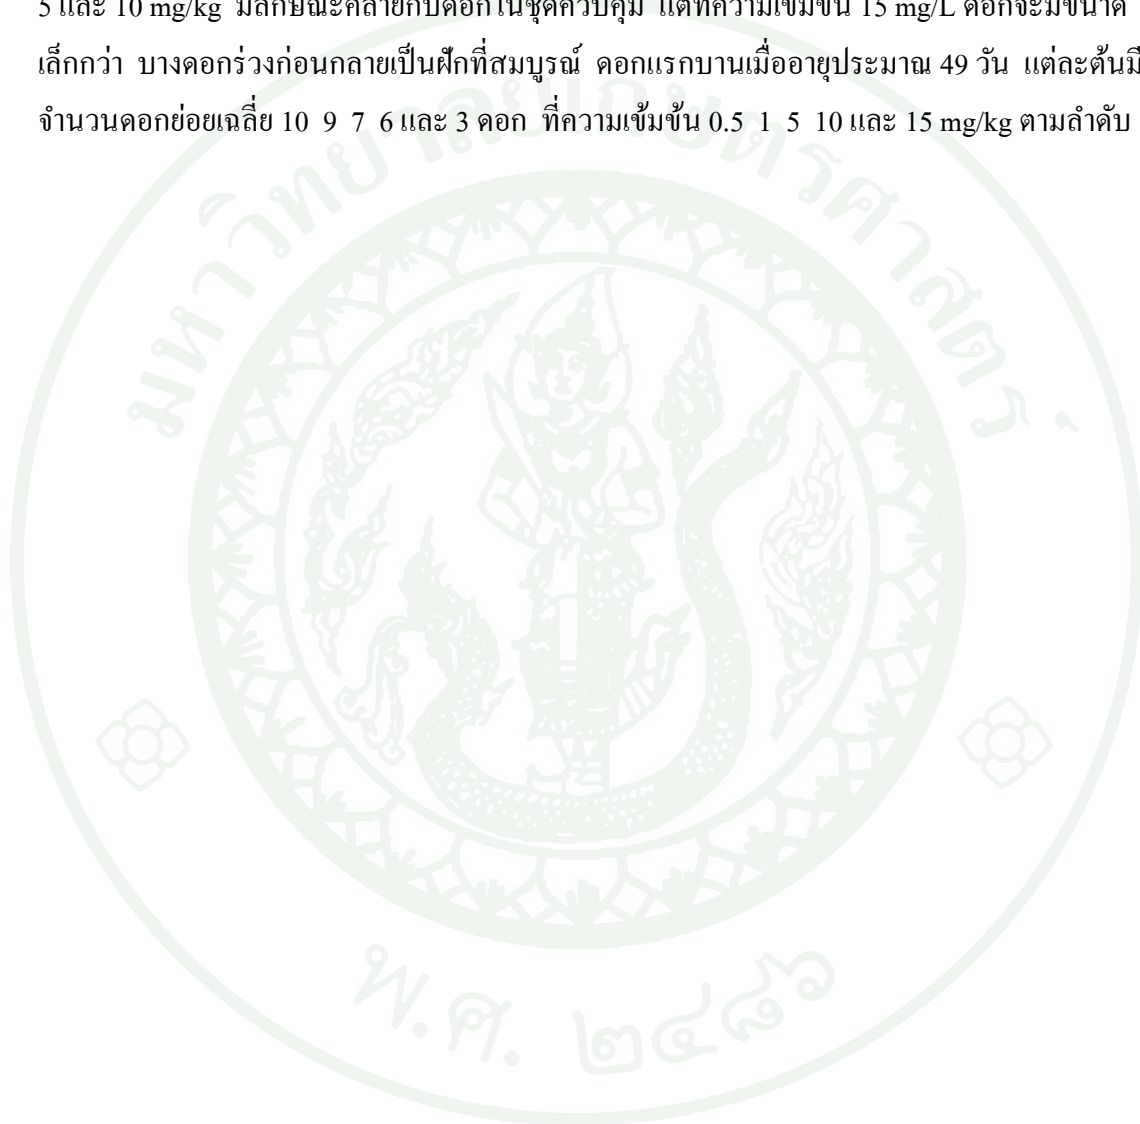 5 และ 10 mg/kg มีลักษณะคล้ายกับดอกในชุดควบคุม แต่ที่ความเข้มข้น 15 mg/L ดอกจะมีขนาด
เล็กกว่า บางดอกร่วงก่อนกลายเป็นฝักที่สมบูรณ์ ดอกแรกบานเมื่ออายุประมาณ 49 วัน แต่ละต้นมี
จำนวนดอกย่อยเฉลี่ย 10 9 7 6 และ 3 ดอก ที่ความเข้มข้น 0.5 1 5 10 และ 15 mg/kg ตามลำดับ
มหาวิทยาลัยเกษตรศาสตร์
พ.ศ. ๒๔๘๖